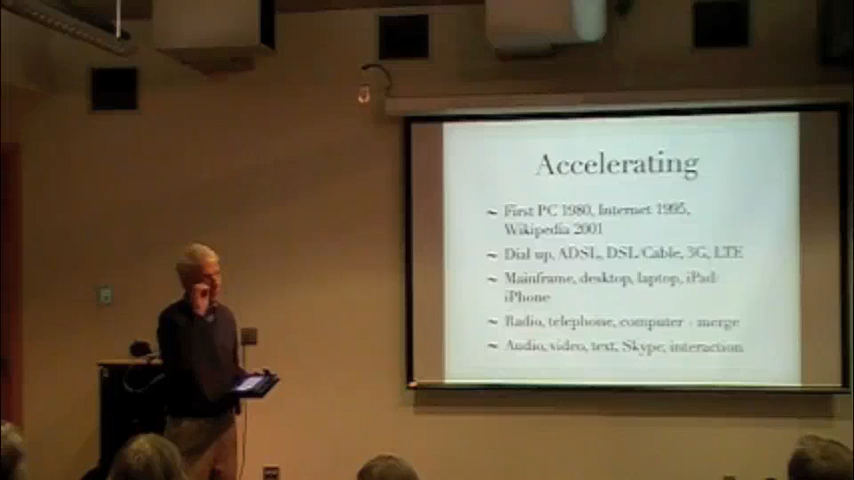 Accelerating
~ First PC 1980, Internet 1995,
Wikipedia 2001
~ Dial up, ADSL, DSL/Cable, 3G, LTE
~ Mainframe, desktop, laptop, iPad/
iPhone
~ Radio, telephone, computer - merge
~ Audio, video, text, Skype, interaction